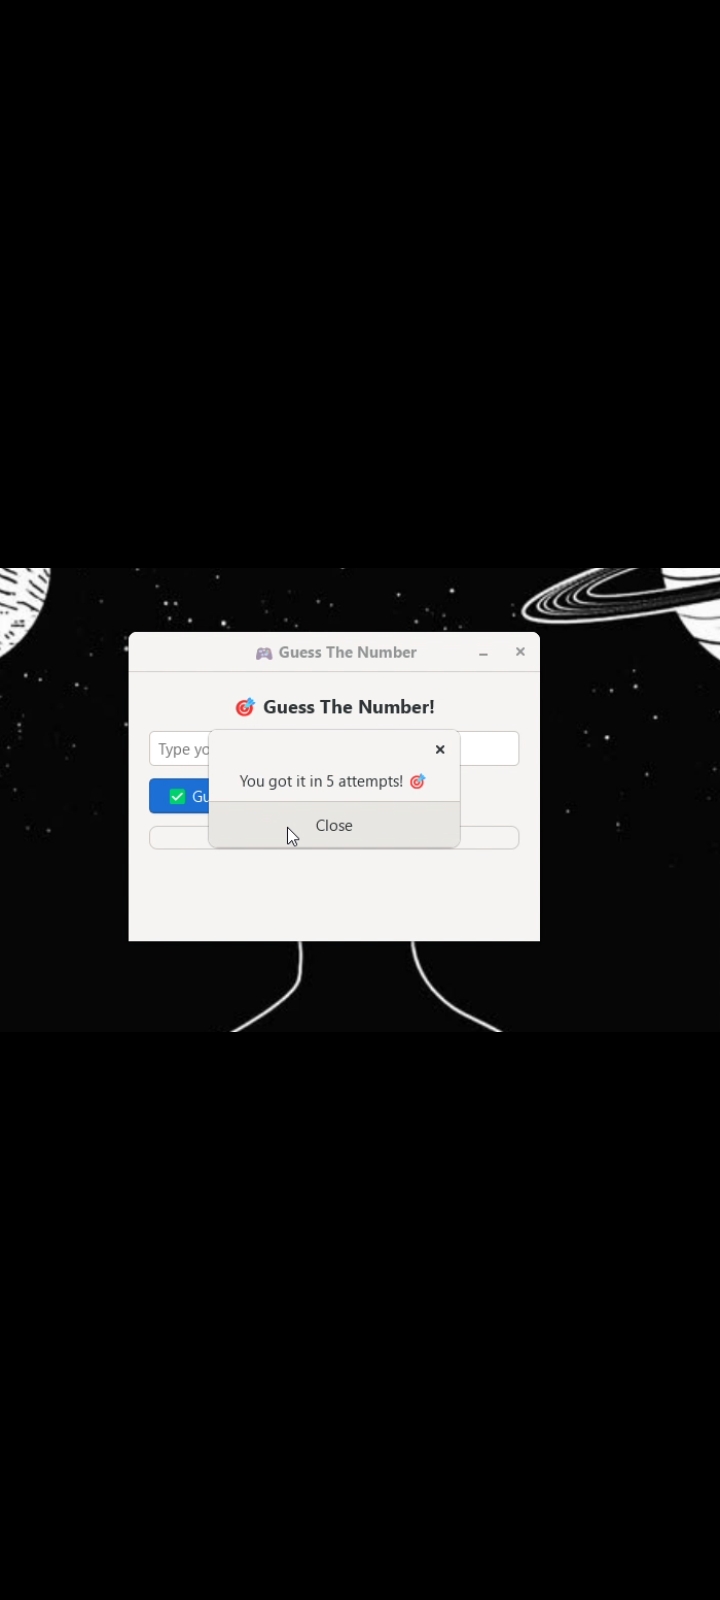 🎮 Guess The Number
🎯 Guess The Number!
Type yo
You got it in 5 attempts! 🎯
✅ Gu
Close